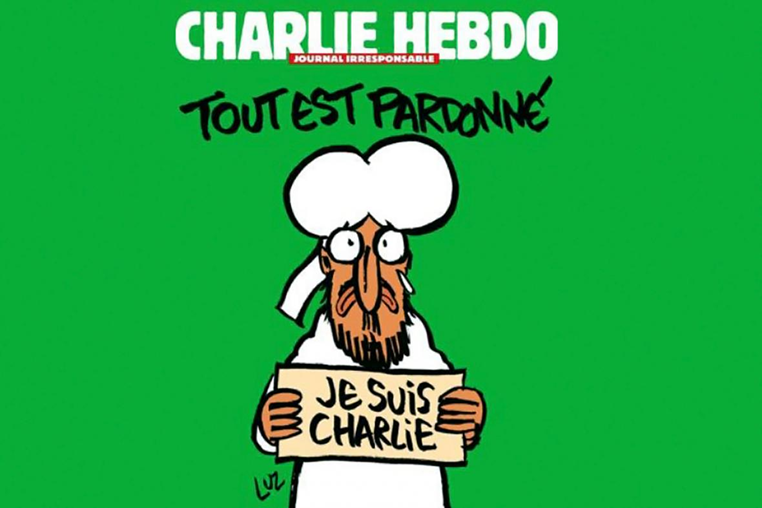 CHARLIE HEBDO
JOURNAL IRRESPONSABLE
TOUT EST PARDONNÉ
JE SUIS
CHARLIE
LUZ